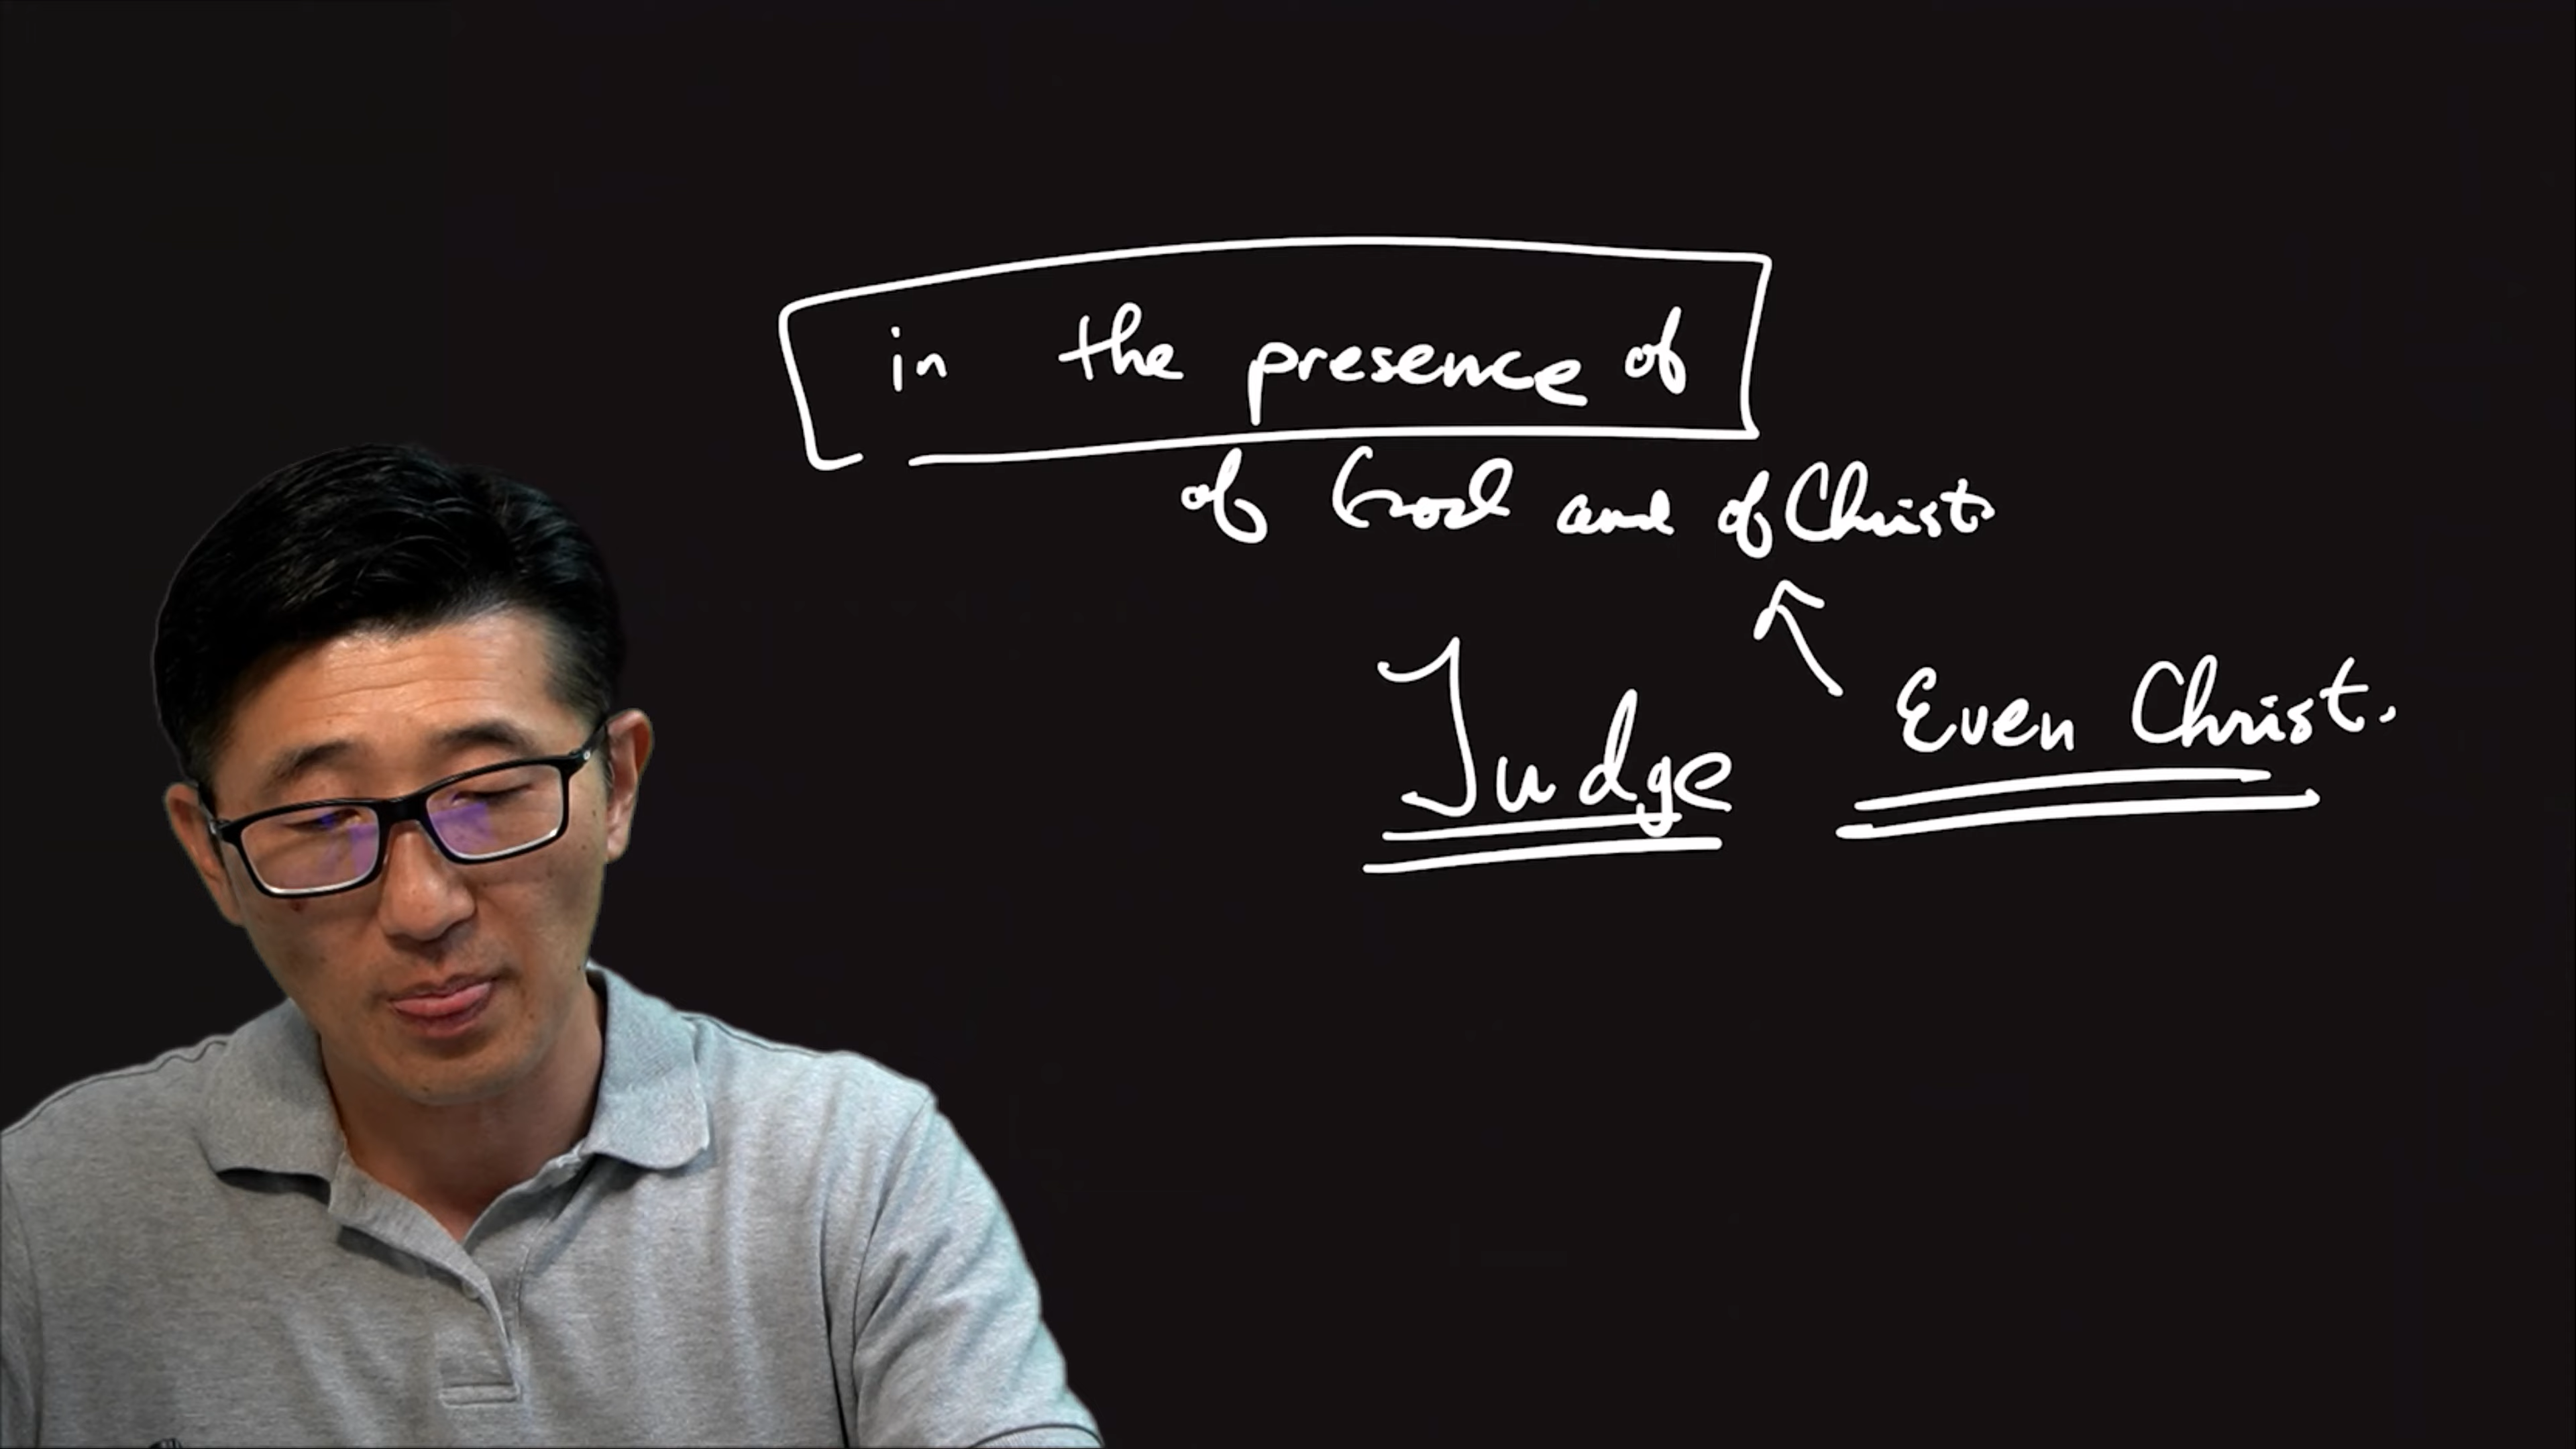 in the presence of
of God and of Christ
Judge
Even Christ.